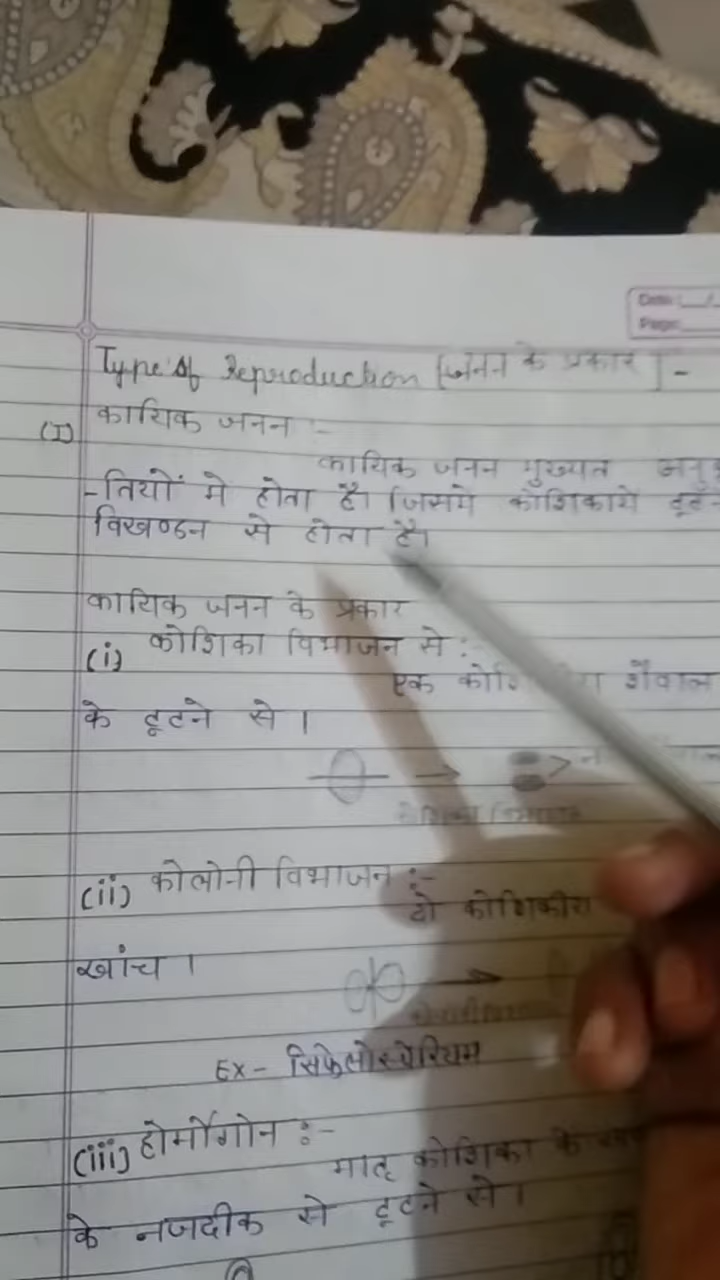 Date:
Page:
Type of Reproduction [जनन के प्रकार] -
(I) कायिक जनन :-
कायिक जनन मुख्यत
-तियों मे होता है। जिसमे कोशिकाये
विखण्डन से होता है।
कायिक जनन के प्रकार
(i) कोशिका विभाजन से :
एक शैवाल
के टूटने से ।
(ii) कोलोनी विभाजन :-
दो कोशिकीय
खांच ।
Ex- सिफेलोस्पेरियम
(iii) होर्मोगोन :-
मातृ कोशिका के
के नजदीक से टूटने से ।